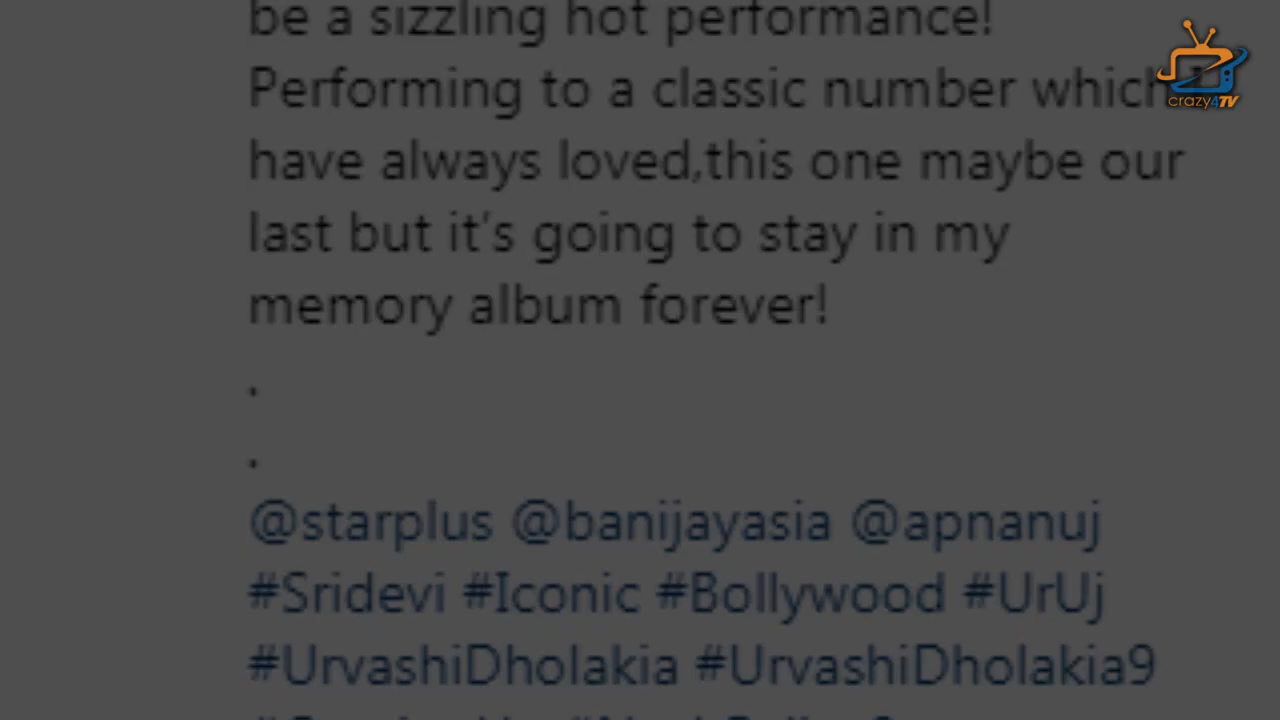 be a sizzling hot performance!
Performing to a classic number which
have always loved,this one maybe our
last but it's going to stay in my
memory album forever!
.
.
@starplus @banijayasia @apnanuj
#Sridevi #Iconic #Bollywood #UrUj
#UrvashiDholakia #UrvashiDholakia9
crazy4TV